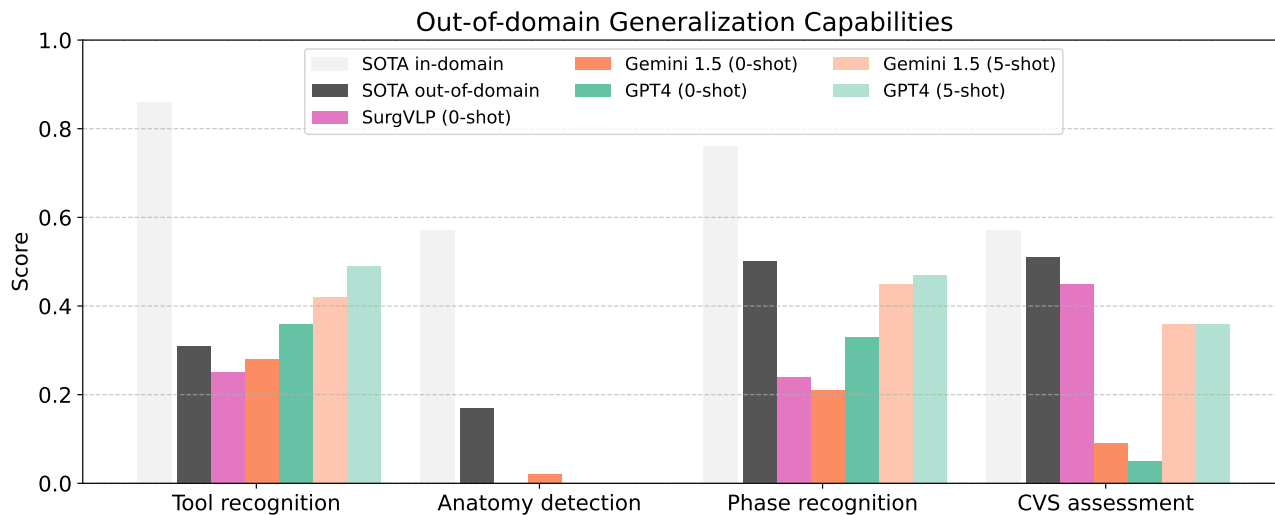 Out-of-domain Generalization Capabilities
SOTA in-domain
SOTA out-of-domain
SurgVLP (0-shot)
Gemini 1.5 (0-shot)
GPT4 (0-shot)
Gemini 1.5 (5-shot)
GPT4 (5-shot)
Score
1.0
0.8
0.6
0.4
0.2
0.0
Tool recognition
Anatomy detection
Phase recognition
CVS assessment